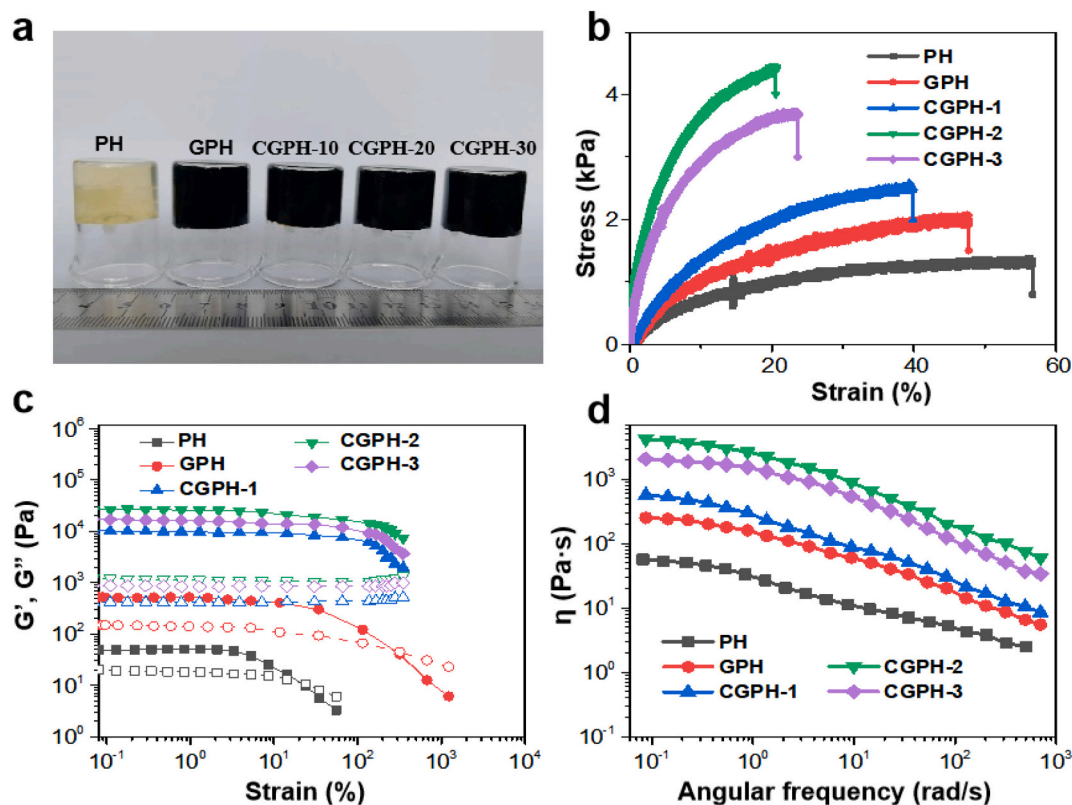 a
PH GPH CGPH-10 CGPH-20 CGPH-30
b
PH
GPH
CGPH-1
CGPH-2
CGPH-3
Stress (kPa)
4
2
0
0 20 40 60
Strain (%)
c
PH CGPH-2
GPH CGPH-3
CGPH-1
G', G'' (Pa)
10^6
10^5
10^4
10^3
10^2
10^1
10^0
10^-1 10^0 10^1 10^2 10^3 10^4
Strain (%)
d
η (Pa·s)
10^3
10^2
10^1
10^0
10^-1
PH
GPH CGPH-2
CGPH-1 CGPH-3
10^-1 10^0 10^1 10^2 10^3
Angular frequency (rad/s)